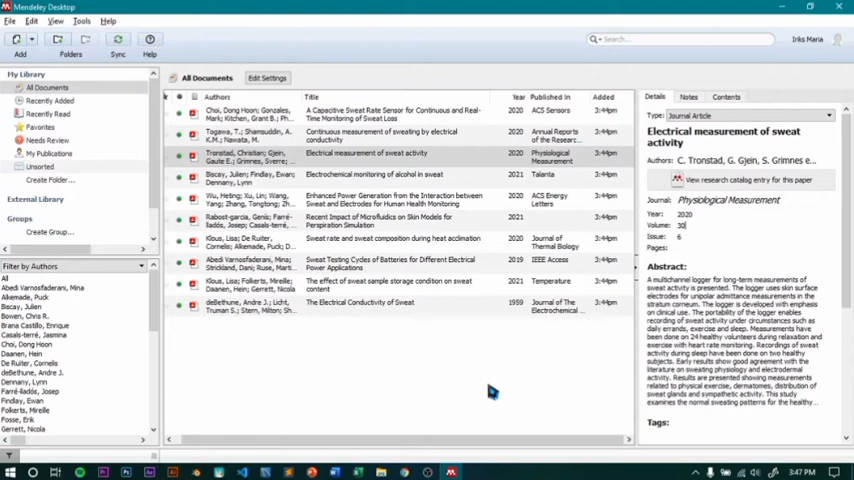 Mendeley Desktop
File Edit View Tools Help
Add Folders Sync Help
Search...
Iriks Maria
My Library
All Documents
Recently Added
Recently Read
Favorites
Needs Review
My Publications
Unsorted
Create Folder...
External Library
Groups
Create Group...
Filter by Authors
All
Abedi Varnosfaderani, Mina
Alkemade, Puck
Biscay, Julien
Bowen, Chris R.
Brana Castillo, Enrique
Casals-terré, Jasmina
Choi, Dong Hoon
Daanen, Hein
De Ruiter, Cornelis
deBethune, André J.
Dennany, Lynn
Farré-lladós, Josep
Findlay, Ewan
Folkerts, Mireille
Fosse, Erik
Gerrett, Nicola
All Documents Edit Settings
Authors Title Year Published In Added
Choi, Dong Hoon; Gonzales, Mark; Kitchen, Grant B.; Ph... A Capacitive Sweat Rate Sensor for Continuous and Real-Time Monitoring of Sweat Loss 2020 ACS Sensors 3:44pm
Togawa, T.; Shamsuddin, A. K.M.; Nawata, M. Continuous measurement of sweating by electrical conductivity 2020 Annual Reports of the Researc... 3:44pm
Tronstad, Christian; Gjein, Gaute E.; Grimnes, Sverre; ... Electrical measurement of sweat activity 2020 Physiological Measurement 3:44pm
Biscay, Julien; Findlay, Ewan; Dennany, Lynn Electrochemical monitoring of alcohol in sweat 2021 Talanta 3:44pm
Wu, Heting; Xu, Lin; Wang, Yang; Zhang, Tongtong; Zhan... Enhanced Power Generation from the Interaction between Sweat and Electrodes for Human Health Monitoring 2020 ACS Energy Letters 3:44pm
Rabost-garcia, Genis; Farré-lladós, Josep; Casals-terré, Ja... Recent Impact of Microfluidics on Skin Models for Perspiration Simulation 2021 3:44pm
Klous, Lisa; De Ruiter, Cornelis; Alkemade, Puck; D... Sweat rate and sweat composition during heat acclimation 2020 Journal of Thermal Biology 3:44pm
Abedi Varnosfaderani, Mina; Strickland, Dani; Ruse, Marti... Sweat Testing Cycles of Batteries for Different Electrical Power Applications 2019 IEEE Access 3:44pm
Klous, Lisa; Folkerts, Mireille; Daanen, Hein; Gerrett, Nicola The effect of sweat sample storage condition on sweat content 2021 Temperature 3:44pm
deBethune, Andre J.; Licht, Truman S.; Stern, Milton; Sh... The Electrical Conductivity of Sweat 1959 Journal of The Electrochemical ... 3:44pm
Details Notes Contents
Type: Journal Article
Electrical measurement of sweat
activity
Authors: C. Tronstad, G. Gjein, S. Grimnes e...
View research catalog entry for this paper
Journal: Physiological Measurement
Year: 2020
Volume: 30
Issue: 6
Pages:
Abstract:
A multichannel logger for long-term measurements of
sweat activity is presented. The logger uses skin surface
electrodes for unipolar admittance measurements in the
stratum corneum. The logger is developed with emphasis
on clinical use. The portability of the logger enables
recording of sweat activity under circumstances such as
daily errands, exercise and sleep. Measurements have
been done on 24 healthy volunteers during relaxation and
exercise with heart rate monitoring. Recordings of sweat
activity during sleep have been done on two healthy
subjects. Early results show good agreement with the
literature on sweating physiology and electrodermal
activity. Results are presented showing measurements
related to physical exercise, dermatomes, distribution of
sweat glands and sympathetic activity. This study
examines the normal sweating patterns for the healthy...
Tags:
3:47 PM